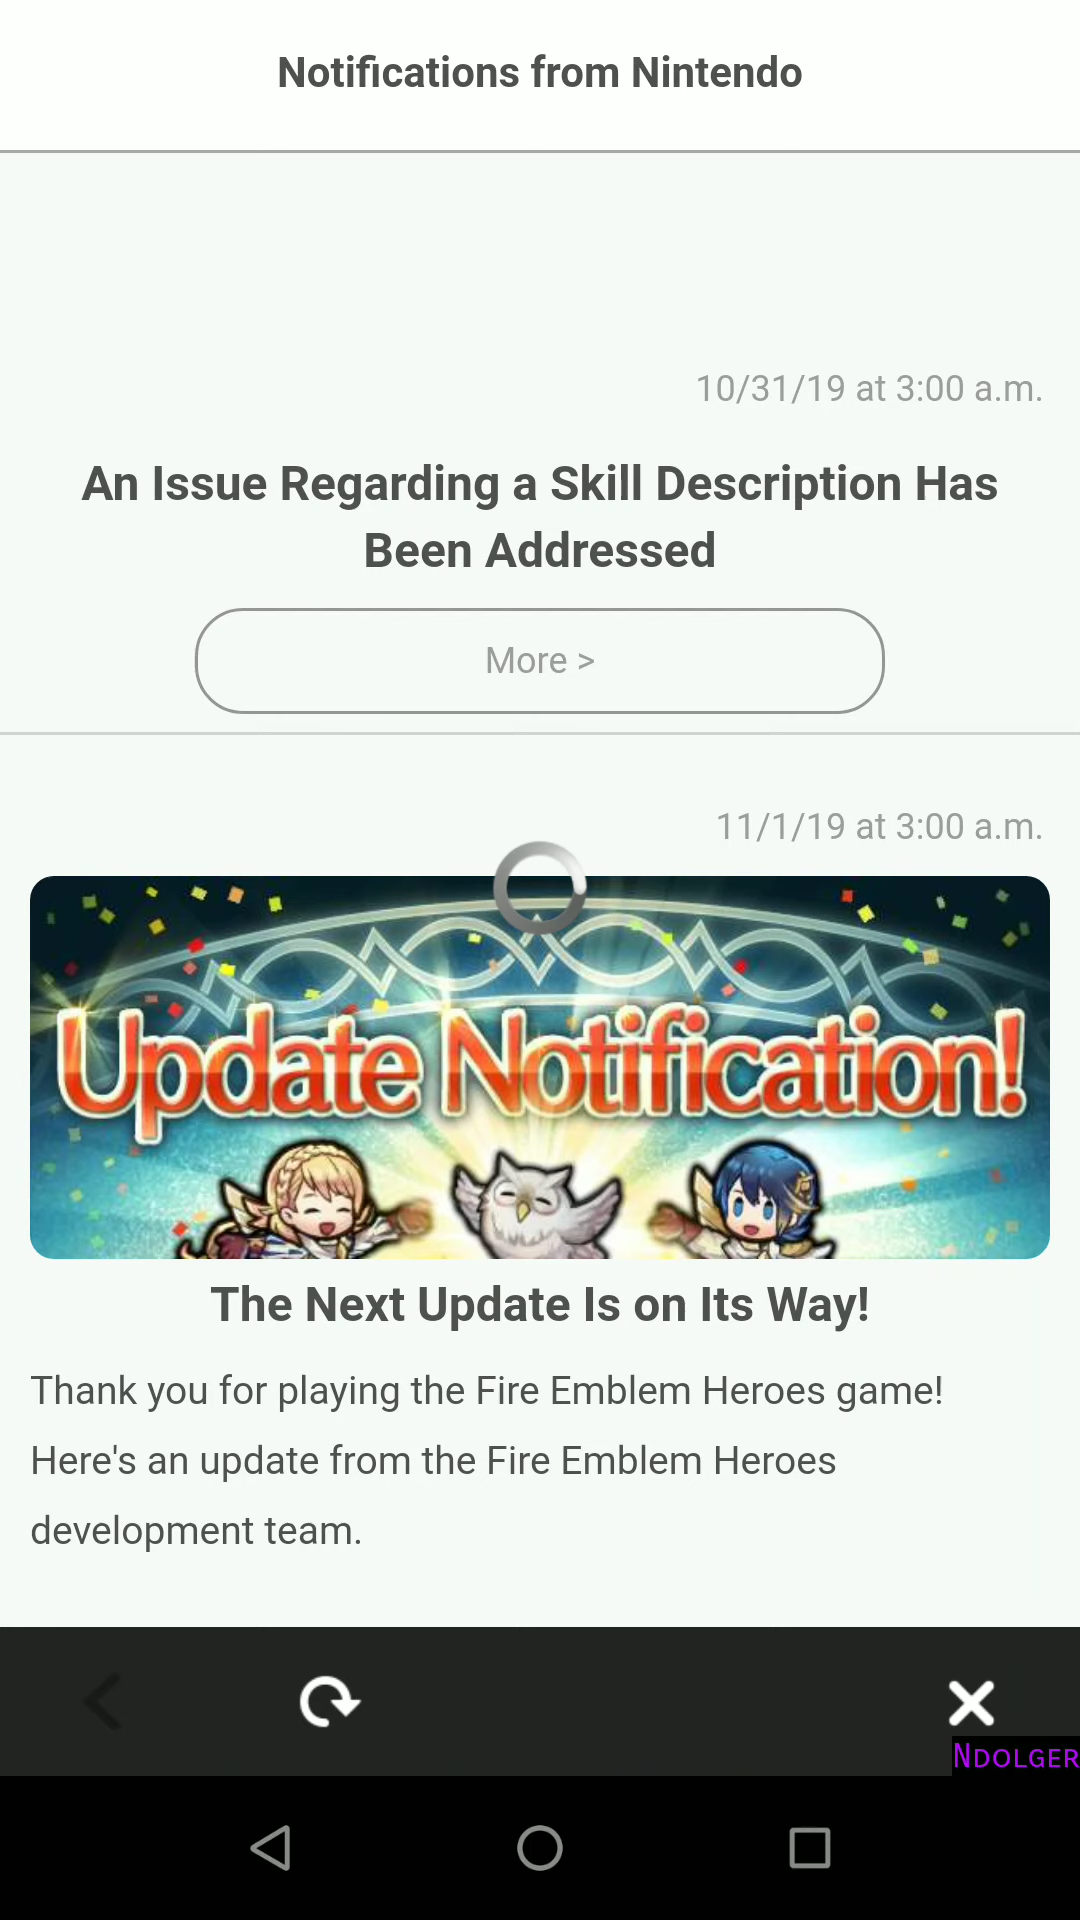 Notifications from Nintendo
10/31/19 at 3:00 a.m.
An Issue Regarding a Skill Description Has
Been Addressed
More >
11/1/19 at 3:00 a.m.
Update Notification!
The Next Update Is on Its Way!
Thank you for playing the Fire Emblem Heroes game!
Here's an update from the Fire Emblem Heroes
development team.
NDOLGER